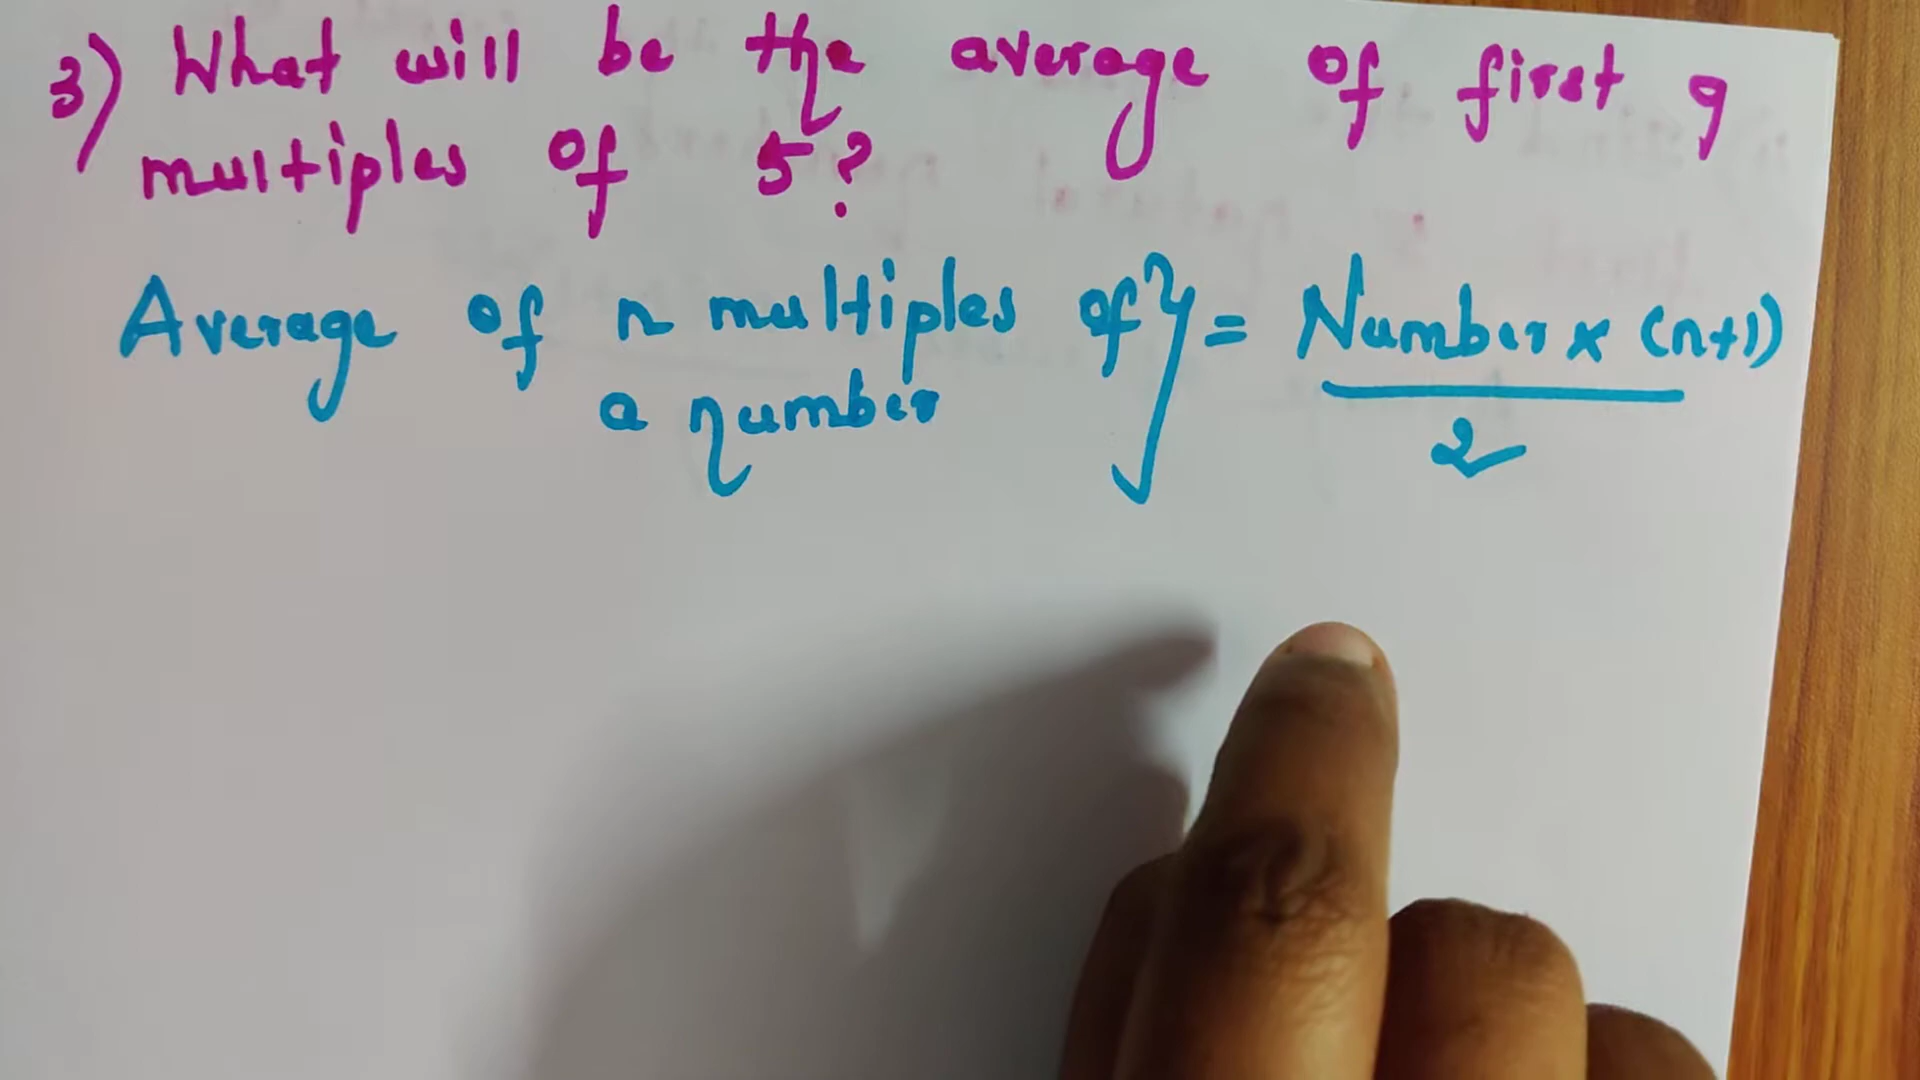 3) What will be the average of first 9
multiples of 5?
Average of n multiples of } = Number × (n+1)
a number
2